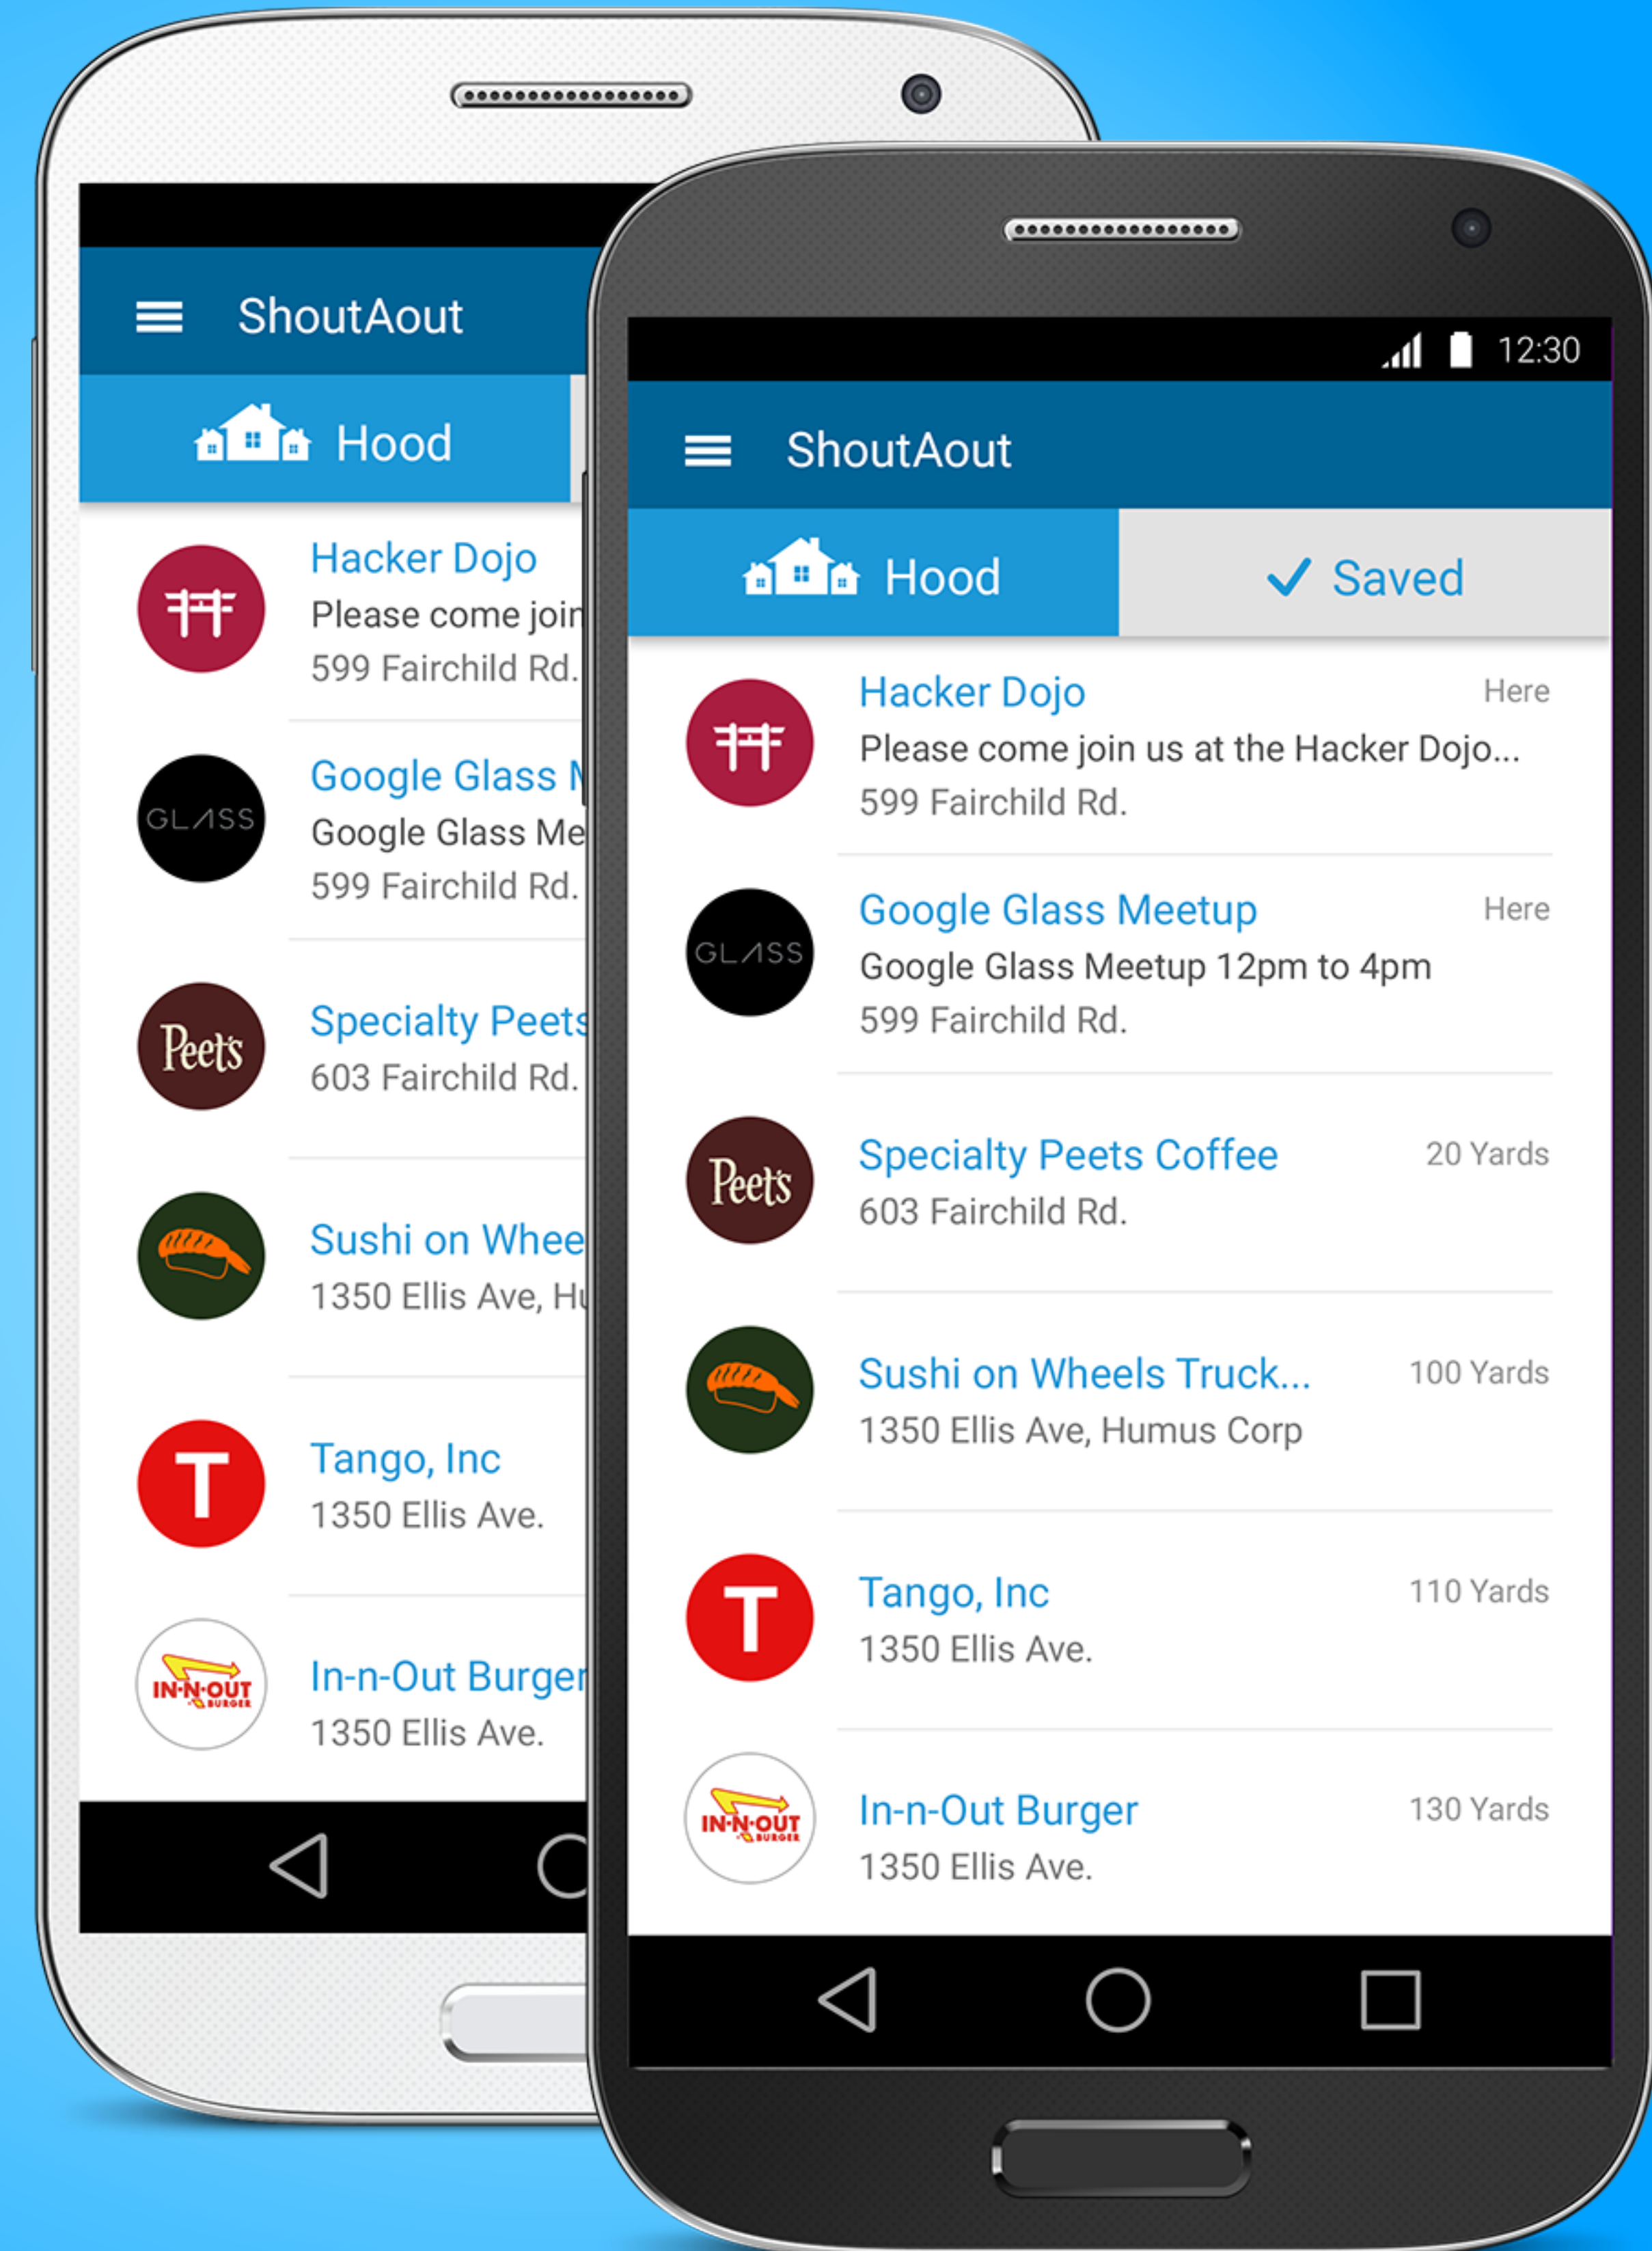 ShoutAout
Hood
Hacker Dojo
Please come join
599 Fairchild Rd.
GLASS
Google Glass
Google Glass Me
599 Fairchild Rd.
Peet's
Specialty Peets
603 Fairchild Rd.
Sushi on Whee
1350 Ellis Ave, Hu
T
Tango, Inc
1350 Ellis Ave.
IN-N-OUT
BURGER
In-n-Out Burger
1350 Ellis Ave.
12:30
ShoutAout
Hood
Saved
Hacker Dojo
Here
Please come join us at the Hacker Dojo...
599 Fairchild Rd.
GLASS
Google Glass Meetup
Here
Google Glass Meetup 12pm to 4pm
599 Fairchild Rd.
Peet's
Specialty Peets Coffee
20 Yards
603 Fairchild Rd.
Sushi on Wheels Truck...
100 Yards
1350 Ellis Ave, Humus Corp
T
Tango, Inc
110 Yards
1350 Ellis Ave.
IN-N-OUT
BURGER
In-n-Out Burger
130 Yards
1350 Ellis Ave.